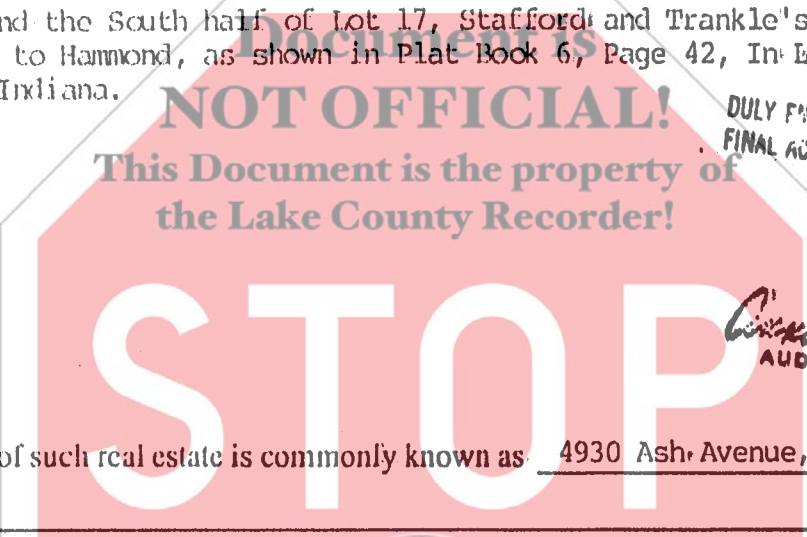 nd the South half of Lot 17, Stafford and Trankle's
to Hammond, as shown in Plat Book 6, Page 42, In
Indiana.
Document is
NOT OFFICIAL!
This Document is the property of
the Lake County Recorder!
DULY
FINAL
AUD
STOP
of such real estate is commonly known as 4930 Ash Avenue,